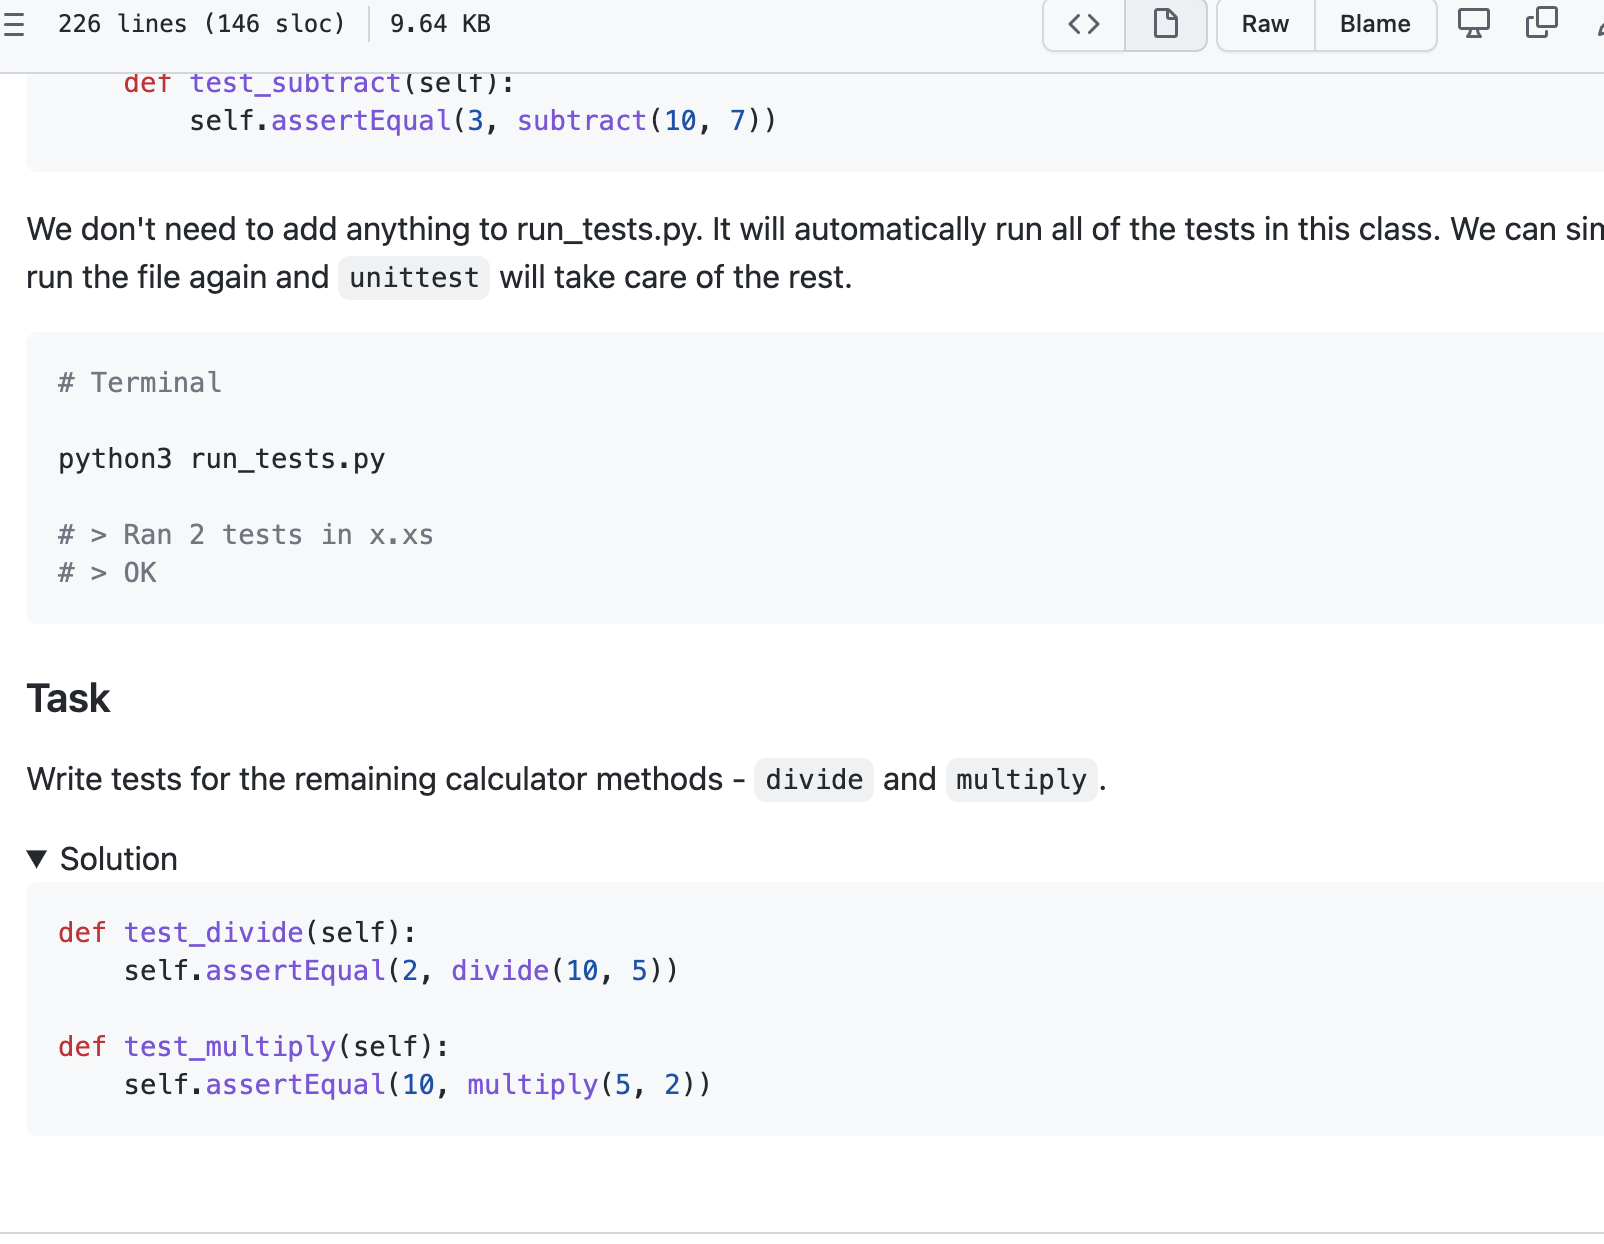 226 lines (146 sloc) 9.64 KB Raw Blame
def test_subtract(self):
self.assertEqual(3, subtract(10, 7))
We don't need to add anything to run_tests.py. It will automatically run all of the tests in this class. We can sim
run the file again and unittest will take care of the rest.
# Terminal
python3 run_tests.py
# > Ran 2 tests in x.xs
# > OK
Task
Write tests for the remaining calculator methods - divide and multiply.
▼ Solution
def test_divide(self):
self.assertEqual(2, divide(10, 5))
def test_multiply(self):
self.assertEqual(10, multiply(5, 2))